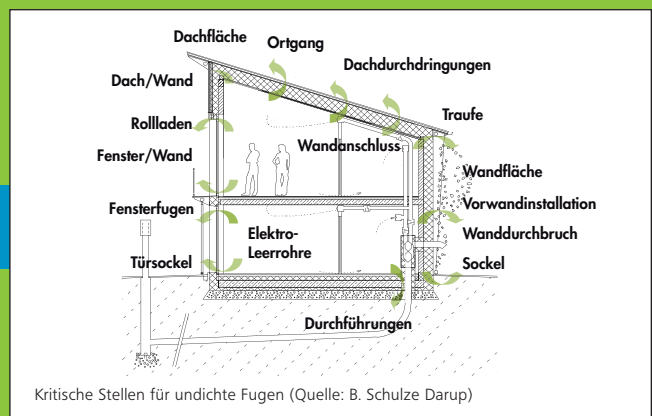 Dachfläche
Ortgang
Dachdurchdringungen
Dach/Wand
Traufe
Rollladen
Wandanschluss
Fenster/Wand
Wandfläche
Fensterfugen
Vorwandinstallation
Elektro-
Leerrohre
Wanddurchbruch
Türsockel
Sockel
Durchführungen
Kritische Stellen für undichte Fugen (Quelle: B. Schulze Darup)